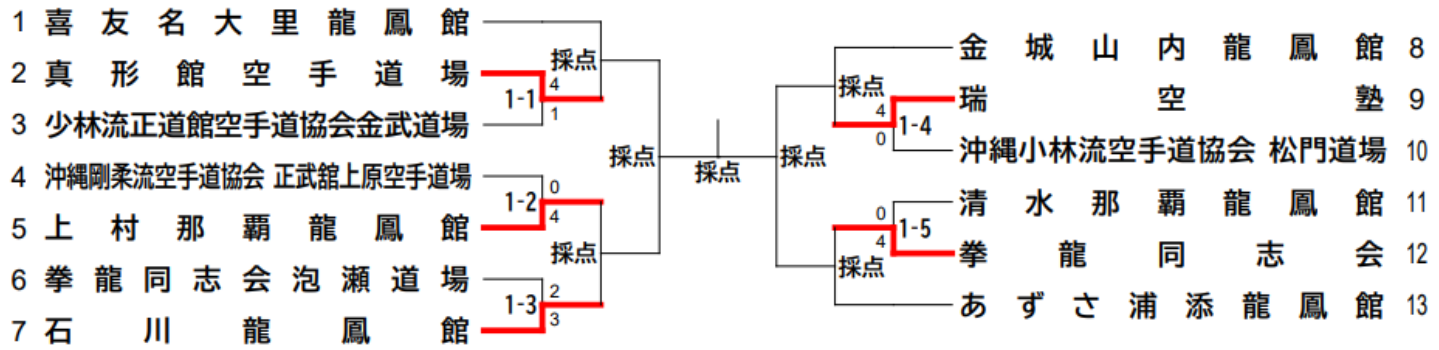 1 喜友名大里龍鳳館
2 真形館空手道場
3 少林流正道館空手道協会金武道場
4 沖縄剛柔流空手道協会 正武舘上原空手道場
5 上村那覇龍鳳館
6 拳龍同志会泡瀬道場
7 石川龍鳳館
採点
1-1
4
1
1-2
0
4
採点
1-3
2
3
採点
採点
採点
採点
1-4
4
0
1-5
0
4
採点
金城山内龍鳳館 8
瑞空塾 9
沖縄小林流空手道協会 松門道場 10
清水那覇龍鳳館 11
拳龍同志会 12
あずさ浦添龍鳳館 13